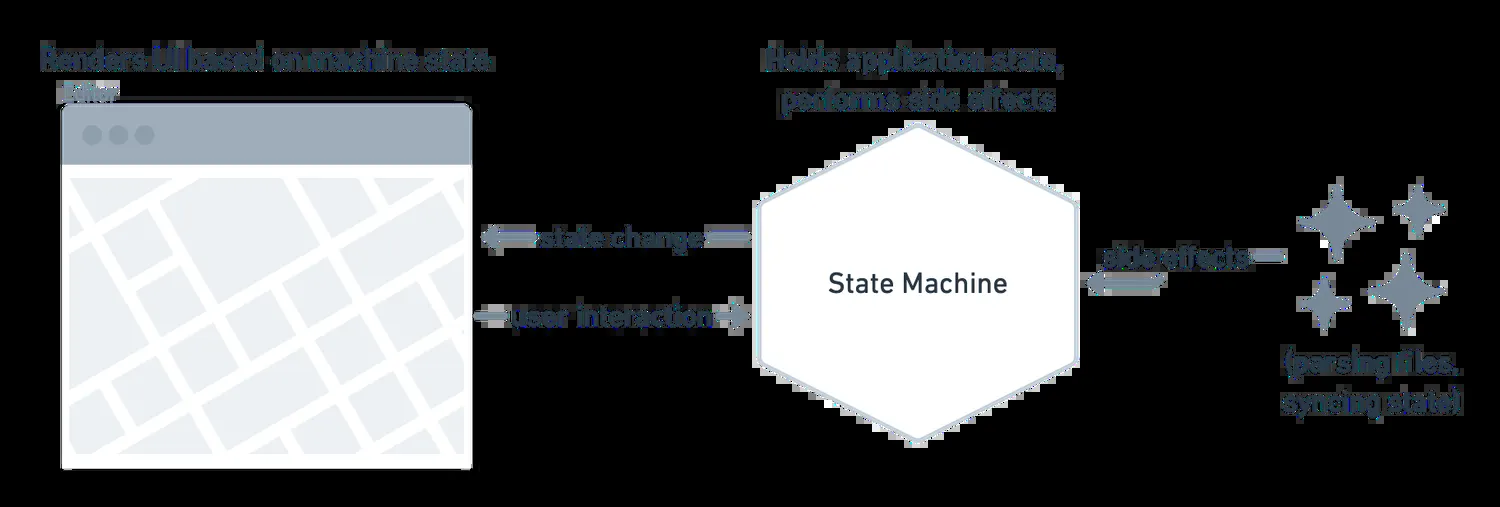 Renders UI based on machine state
Editor
Holds application state,
performs side effects
state change
user interaction
State Machine
side effects
(parsing files,
syncing state)